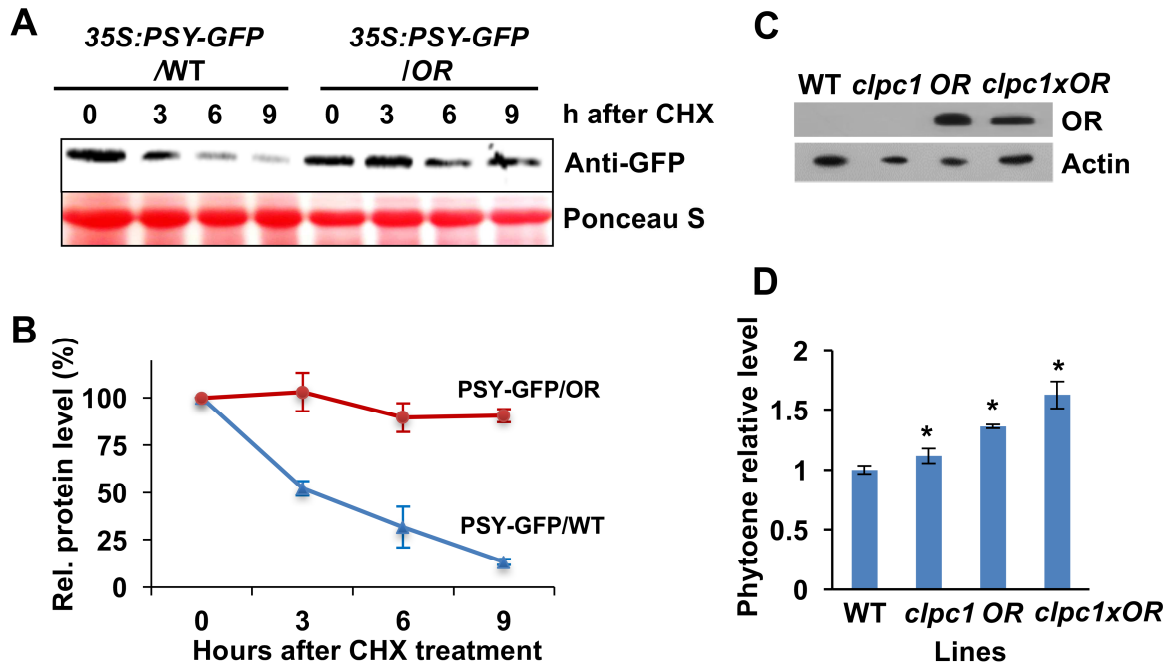 A
35S:PSY-GFP 35S:PSY-GFP
/WT /OR
0 3 6 9 0 3 6 9 h after CHX
Anti-GFP
Ponceau S
B
Rel. protein level (%)
100
75
50
25
0
PSY-GFP/OR
PSY-GFP/WT
0 3 6 9
Hours after CHX treatment
C
WT clpc1 OR clpc1xOR
OR
Actin
D
Phytoene relative level
2
1.5
1
0.5
0
* * *
WT clpc1 OR clpc1xOR
Lines